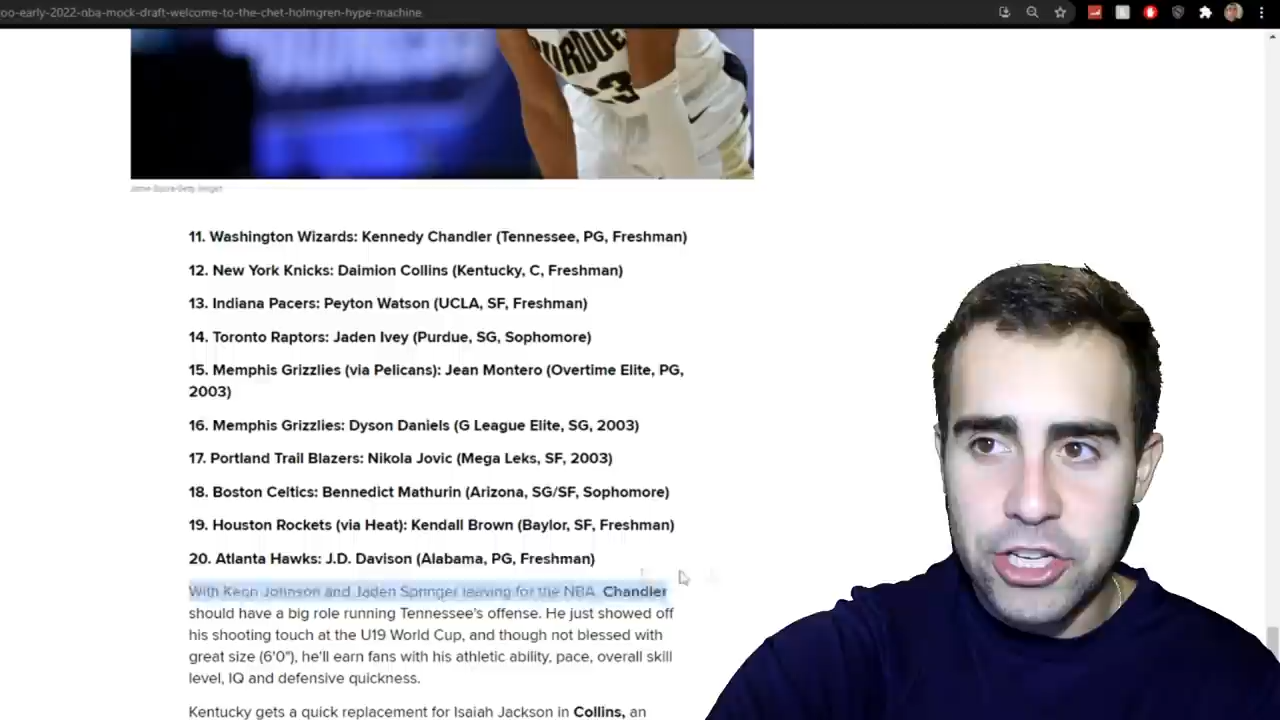 oo-early-2022-nba-mock-draft-welcome-to-the-chet-holmgren-hype-machine
PURDUE
23
11. Washington Wizards: Kennedy Chandler (Tennessee, PG, Freshman)
12. New York Knicks: Daimion Collins (Kentucky, C, Freshman)
13. Indiana Pacers: Peyton Watson (UCLA, SF, Freshman)
14. Toronto Raptors: Jaden Ivey (Purdue, SG, Sophomore)
15. Memphis Grizzlies (via Pelicans): Jean Montero (Overtime Elite, PG,
2003)
16. Memphis Grizzlies: Dyson Daniels (G League Elite, SG, 2003)
17. Portland Trail Blazers: Nikola Jovic (Mega Leks, SF, 2003)
18. Boston Celtics: Bennedict Mathurin (Arizona, SG/SF, Sophomore)
19. Houston Rockets (via Heat): Kendall Brown (Baylor, SF, Freshman)
20. Atlanta Hawks: J.D. Davison (Alabama, PG, Freshman)
With Keon Johnson and Jaden Springer leaving for the NBA, Chandler
should have a big role running Tennessee's offense. He just showed off
his shooting touch at the U19 World Cup, and though not blessed with
great size (6'0"), he'll earn fans with his athletic ability, pace, overall skill
level, IQ and defensive quickness.
Kentucky gets a quick replacement for Isaiah Jackson in Collins, an